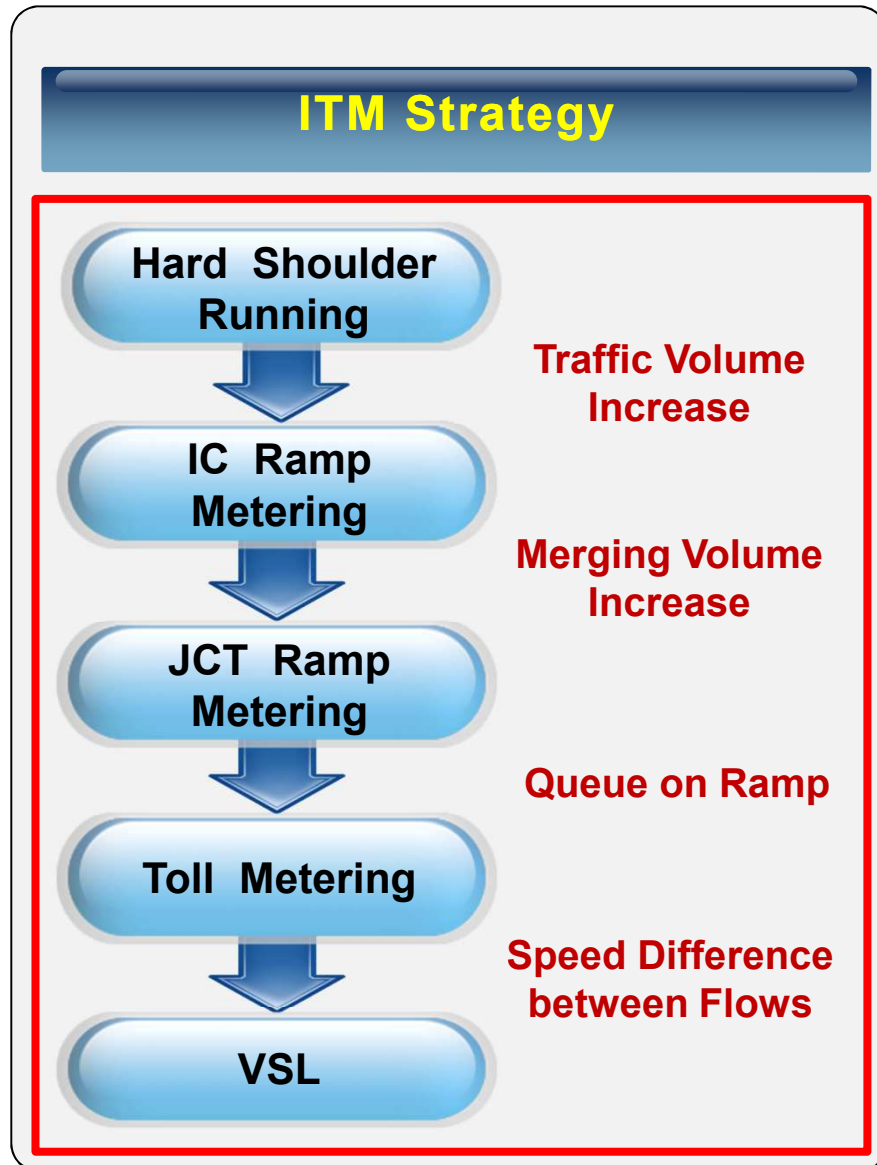 ITM Strategy
Hard Shoulder
Running
Traffic Volume
Increase
IC Ramp
Metering
Merging Volume
Increase
JCT Ramp
Metering
Queue on Ramp
Toll Metering
Speed Difference
between Flows
VSL